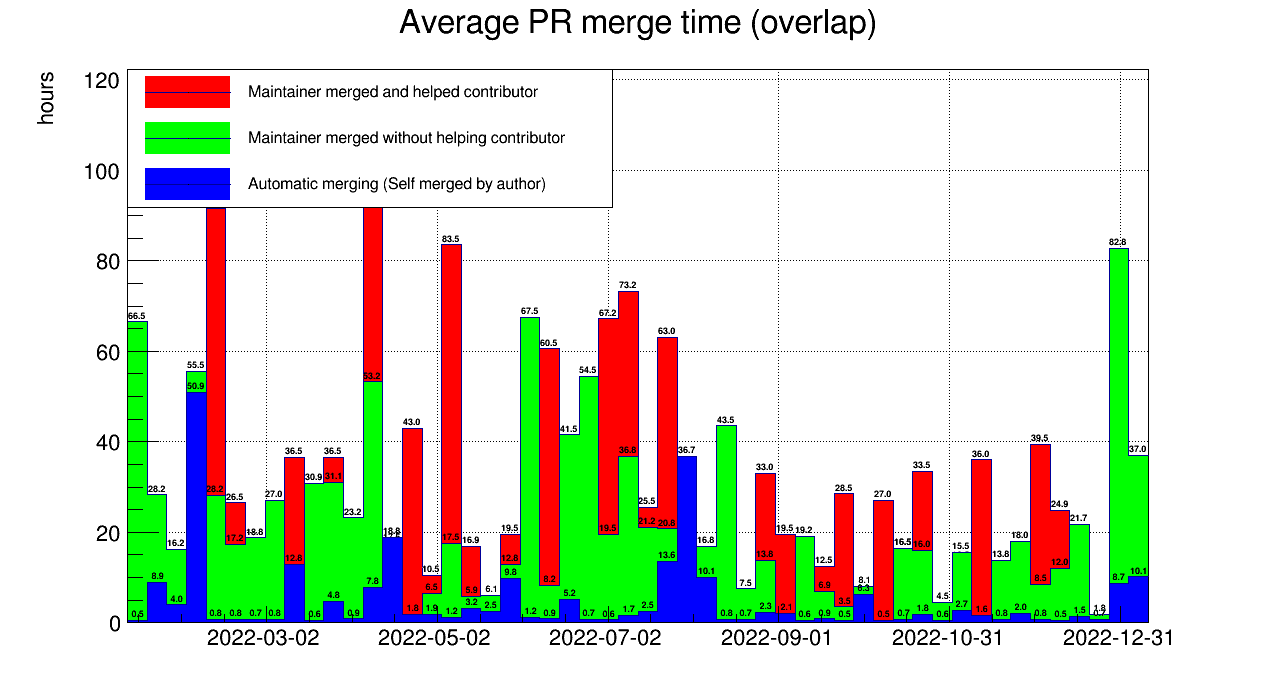 Average PR merge time (overlap)
hours
Maintainer merged and helped contributor
Maintainer merged without helping contributor
Automatic merging (Self merged by author)
120
100
80
60
40
20
0
66.5 0.5
28.2 8.9
16.2 4.0
55.5 50.9
28.2 0.8
26.5 17.2 0.8
18.8 0.7
27.0 0.8
36.5 12.8
30.9 0.6
36.5 31.1 4.8
23.2 0.9
53.2 7.8
18.8
43.0 1.8
10.5 6.5 1.9
83.5 17.5 1.2
16.9 5.9 3.2
6.1 2.5
19.5 12.8 9.8
67.5 1.2
60.5 8.2 0.9
41.5 5.2
54.5 0.7
67.2 19.5 0.6
73.2 36.8 1.7
25.5 21.2 2.5
63.0 20.8 13.6
36.7
16.8 10.1
43.5 0.8
7.5 0.7
33.0 13.8 2.3
19.5 2.1
19.2 0.6
12.5 6.9 0.9
28.5 3.5 0.5
8.1 6.3
27.0 0.5
16.5 0.7
33.5 16.0 1.8
4.5 0.6
15.5 2.7
36.0 1.6
13.8 0.8
18.0 2.0
39.5 8.5 0.8
24.9 12.0 0.5
21.7 1.5
1.8 0.7
82.8 8.7
37.0 10.1
2022-03-02 2022-05-02 2022-07-02 2022-09-01 2022-10-31 2022-12-31